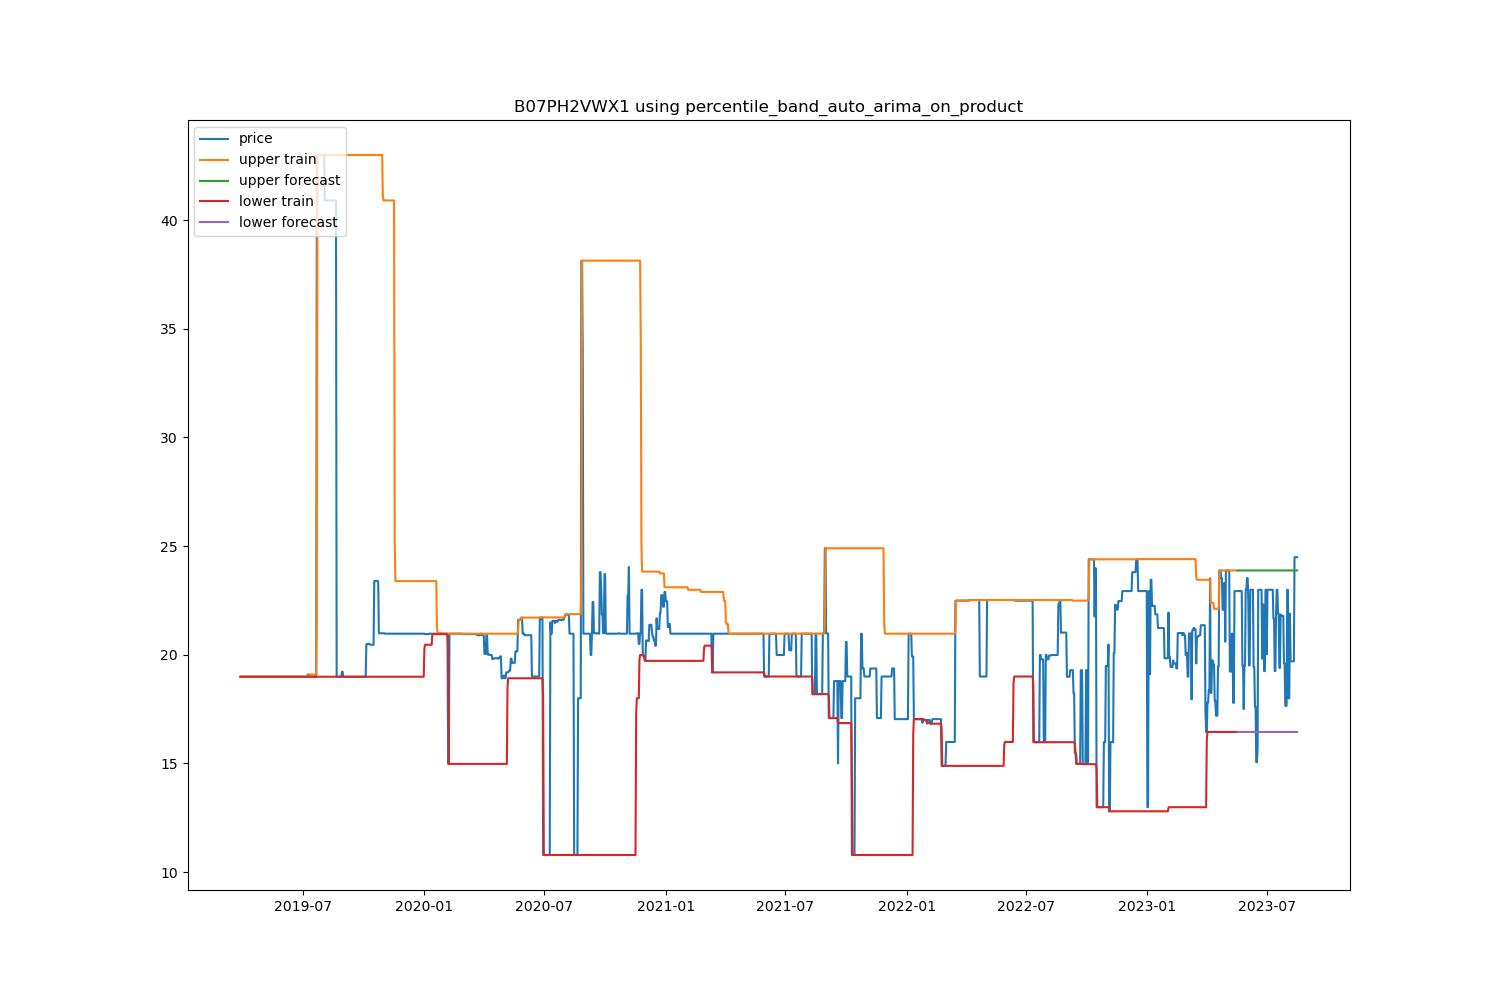 B07PH2VWX1 using percentile_band_auto_arima_on_product
price
upper train
upper forecast
lower train
lower forecast
40
35
30
25
20
15
10
2019-07 2020-01 2020-07 2021-01 2021-07 2022-01 2022-07 2023-01 2023-07